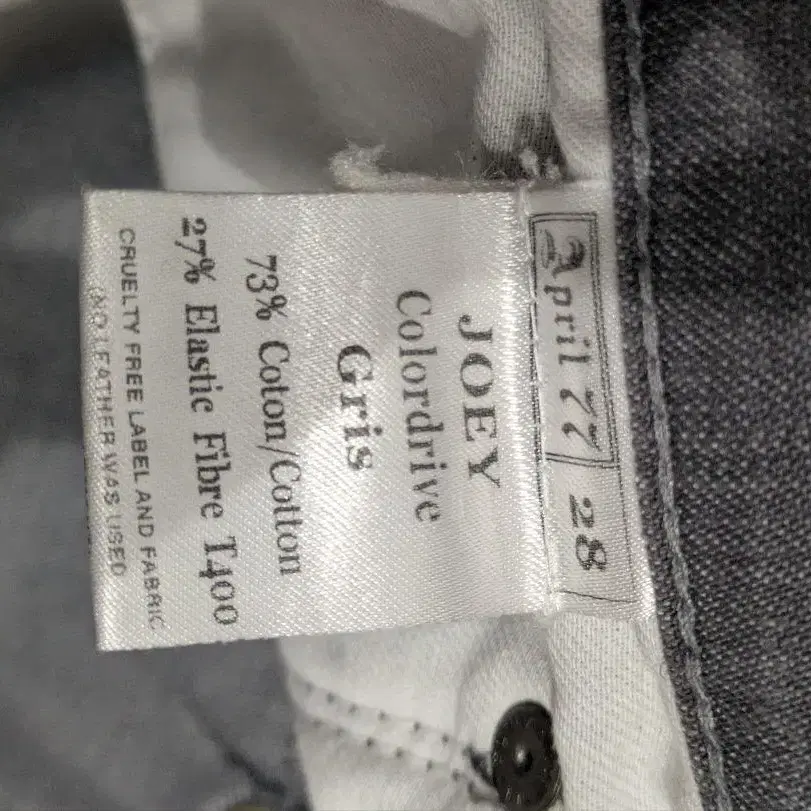 April 77 28
JOEY
Colordrive
Gris
73% Coton/Cotton
27% Elastic Fibre T400
CRUELTY FREE LABEL AND FABRIC
(NO LEATHER WAS USED